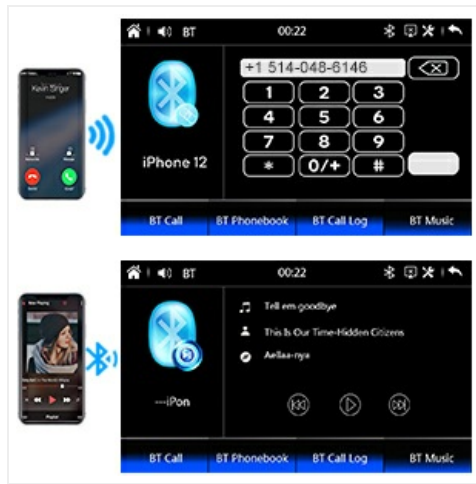 BT 00:22
+1 514-048-6146
1 2 3
4 5 6
7 8 9
* 0/+ #
iPhone 12
BT Call BT Phonebook BT Call Log BT Music
BT 00:22
Tell em goodbye
This Is Our Time-Hidden Citizens
Aellaa-nya
---iPon
BT Call BT Phonebook BT Call Log BT Music
Now Playing